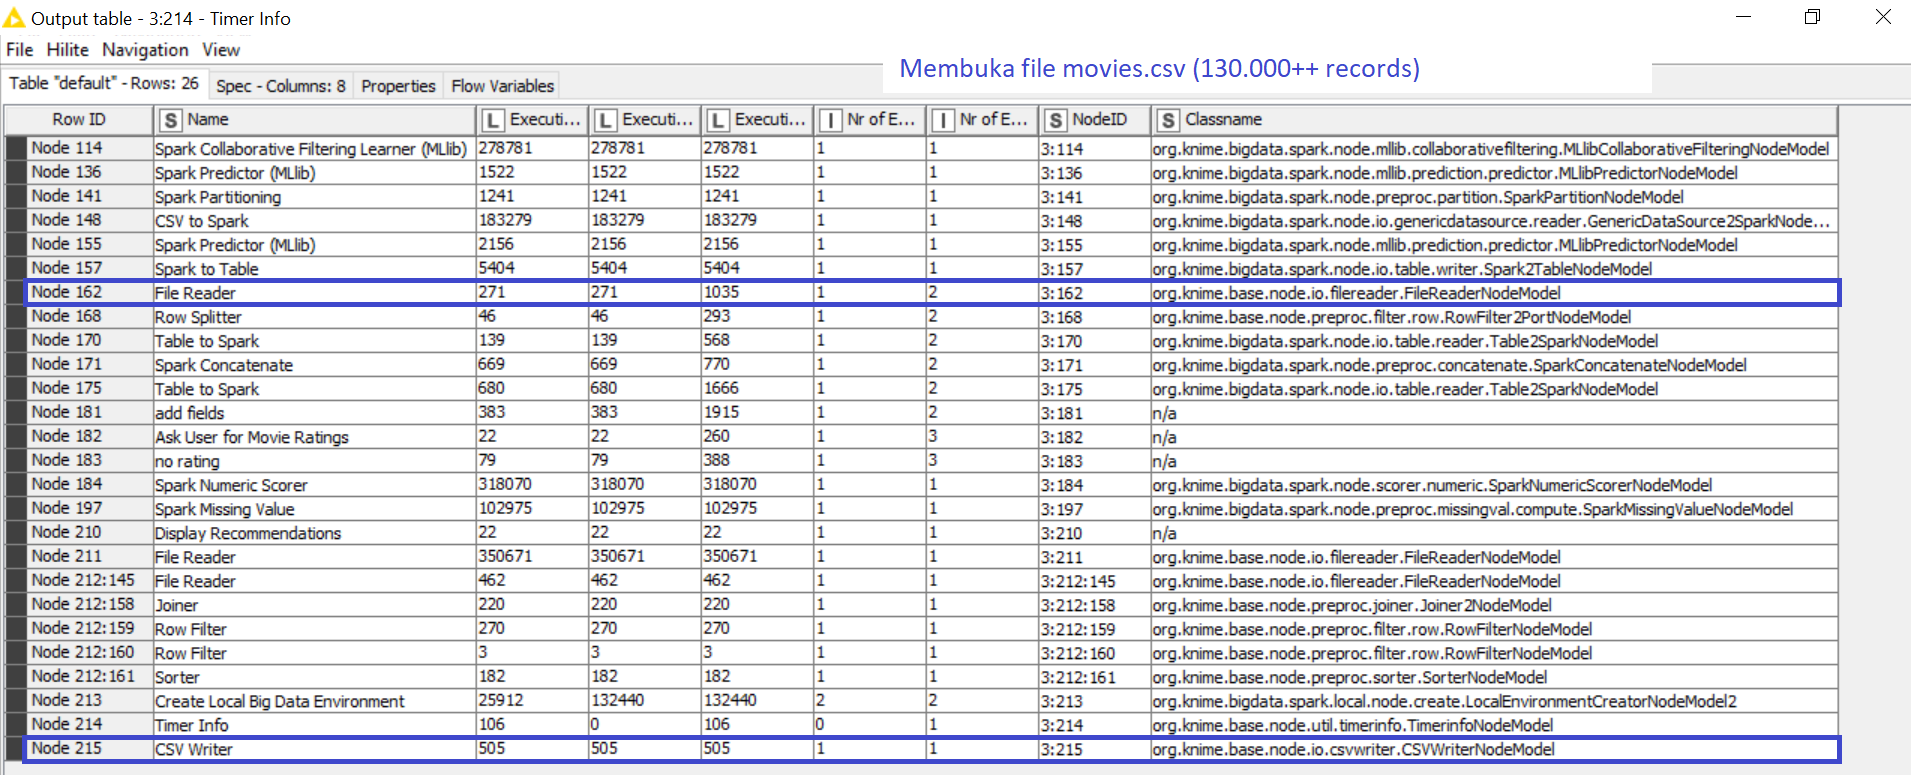 Output table - 3:214 - Timer Info
File Hilite Navigation View
Membuka file movies.csv (130.000++ records)
Table "default" - Rows: 26 Spec - Columns: 8 Properties Flow Variables
Row ID S Name L Executi... L Executi... L Executi... I Nr of E... I Nr of E... S NodeID S Classname
Node 114 Spark Collaborative Filtering Learner (MLlib) 278781 278781 278781 1 1 3:114 org.knime.bigdata.spark.node.mllib.collaborativefiltering.MLlibCollaborativeFilteringNodeModel
Node 136 Spark Predictor (MLlib) 1522 1522 1522 1 1 3:136 org.knime.bigdata.spark.node.mllib.prediction.predictor.MLlibPredictorNodeModel
Node 141 Spark Partitioning 1241 1241 1241 1 1 3:141 org.knime.bigdata.spark.node.preproc.partition.SparkPartitionNodeModel
Node 148 CSV to Spark 183279 183279 183279 1 1 3:148 org.knime.bigdata.spark.node.io.genericdatasource.reader.GenericDataSource2SparkNode...
Node 155 Spark Predictor (MLlib) 2156 2156 2156 1 1 3:155 org.knime.bigdata.spark.node.mllib.prediction.predictor.MLlibPredictorNodeModel
Node 157 Spark to Table 5404 5404 5404 1 1 3:157 org.knime.bigdata.spark.node.io.table.writer.Spark2TableNodeModel
Node 162 File Reader 271 271 1035 1 2 3:162 org.knime.base.node.io.filereader.FileReaderNodeModel
Node 168 Row Splitter 46 46 293 1 2 3:168 org.knime.base.node.preproc.filter.row.RowFilter2PortNodeModel
Node 170 Table to Spark 139 139 568 1 2 3:170 org.knime.bigdata.spark.node.io.table.reader.Table2SparkNodeModel
Node 171 Spark Concatenate 669 669 770 1 2 3:171 org.knime.bigdata.spark.node.preproc.concatenate.SparkConcatenateNodeModel
Node 175 Table to Spark 680 680 1666 1 2 3:175 org.knime.bigdata.spark.node.io.table.reader.Table2SparkNodeModel
Node 181 add fields 383 383 1915 1 2 3:181 n/a
Node 182 Ask User for Movie Ratings 22 22 260 1 3 3:182 n/a
Node 183 no rating 79 79 388 1 3 3:183 n/a
Node 184 Spark Numeric Scorer 318070 318070 318070 1 1 3:184 org.knime.bigdata.spark.node.scorer.numeric.SparkNumericScorerNodeModel
Node 197 Spark Missing Value 102975 102975 102975 1 1 3:197 org.knime.bigdata.spark.node.preproc.missingval.compute.SparkMissingValueNodeModel
Node 210 Display Recommendations 22 22 22 1 1 3:210 n/a
Node 211 File Reader 350671 350671 350671 1 1 3:211 org.knime.base.node.io.filereader.FileReaderNodeModel
Node 212:145 File Reader 462 462 462 1 1 3:212:145 org.knime.base.node.io.filereader.FileReaderNodeModel
Node 212:158 Joiner 220 220 220 1 1 3:212:158 org.knime.base.node.preproc.joiner.Joiner2NodeModel
Node 212:159 Row Filter 270 270 270 1 1 3:212:159 org.knime.base.node.preproc.filter.row.RowFilterNodeModel
Node 212:160 Row Filter 3 3 3 1 1 3:212:160 org.knime.base.node.preproc.filter.row.RowFilterNodeModel
Node 212:161 Sorter 182 182 182 1 1 3:212:161 org.knime.base.node.preproc.sorter.SorterNodeModel
Node 213 Create Local Big Data Environment 25912 132440 132440 2 2 3:213 org.knime.bigdata.spark.local.node.create.LocalEnvironmentCreatorNodeModel2
Node 214 Timer Info 106 0 106 0 1 3:214 org.knime.base.node.util.timerinfo.TimerinfoNodeModel
Node 215 CSV Writer 505 505 505 1 1 3:215 org.knime.base.node.io.csvwriter.CSVWriterNodeModel